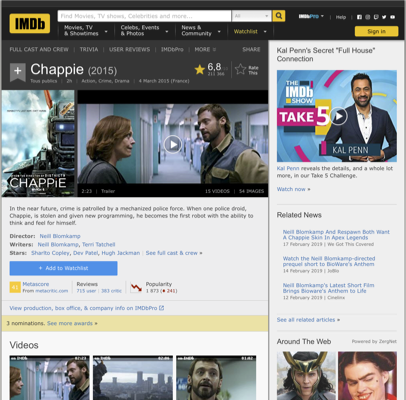 IMDb
Find Movies, TV shows, Celebrities and more...
All
Movies, TV & Showtimes
Celebs, Events & Photos
News & Community
Watchlist
IMDbPro
Help
Sign in
FULL CAST AND CREW | TRIVIA | USER REVIEWS | IMDbPro | MORE
SHARE
Chappie (2015)
Tous publics | 2h | Action, Crime, Drama | 4 March 2015 (France)
6,8
Rate This
CHAPPIE
2:23 | Trailer
15 VIDEOS | 54 IMAGES
In the near future, crime is patrolled by a mechanized police force. When one police droid,
Chappie, is stolen and given new programming, he becomes the first robot with the ability to
think and feel for himself.
Director: Neill Blomkamp
Writers: Neill Blomkamp, Terri Tatchell
Stars: Sharlto Copley, Dev Patel, Hugh Jackman | See full cast & crew »
+ Add to Watchlist
41
Metascore
From metacritic.com
Reviews
715 user | 383 critic
Popularity
1 873 (▼ 241)
View production, box office, & company info on IMDbPro
3 nominations. See more awards »
Videos
Kal Penn's Secret "Full House"
Connection
THE
IMDb
SHOW
TAKE 5
KAL PENN
Kal Penn reveals the details, and a whole lot
more, in our Take 5 Challenge.
Watch now »
Related News
Neill Blomkamp And Respawn Both Want
A Chappie Skin In Apex Legends
17 February 2019 | We Got This Covered
Watch the Neill Blomkamp-directed
prequel short to BioWare's Anthem
14 February 2019 | JoBlo
Neill Blomkamp's Latest Short Film
Brings Bioware's Anthem to Life
12 February 2019 | Cinelinx
See all related articles »
Around The Web
Powered by ZergNet